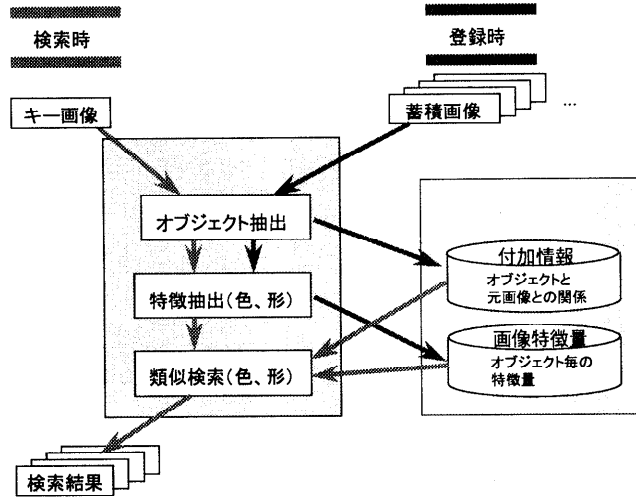 検索時
登録時
キー画像
蓄積画像
…
オブジェクト抽出
特徴抽出(色、形)
類似検索(色、形)
付加情報
オブジェクトと
元画像との関係
画像特徴量
オブジェクト毎の
特徴量
検索結果